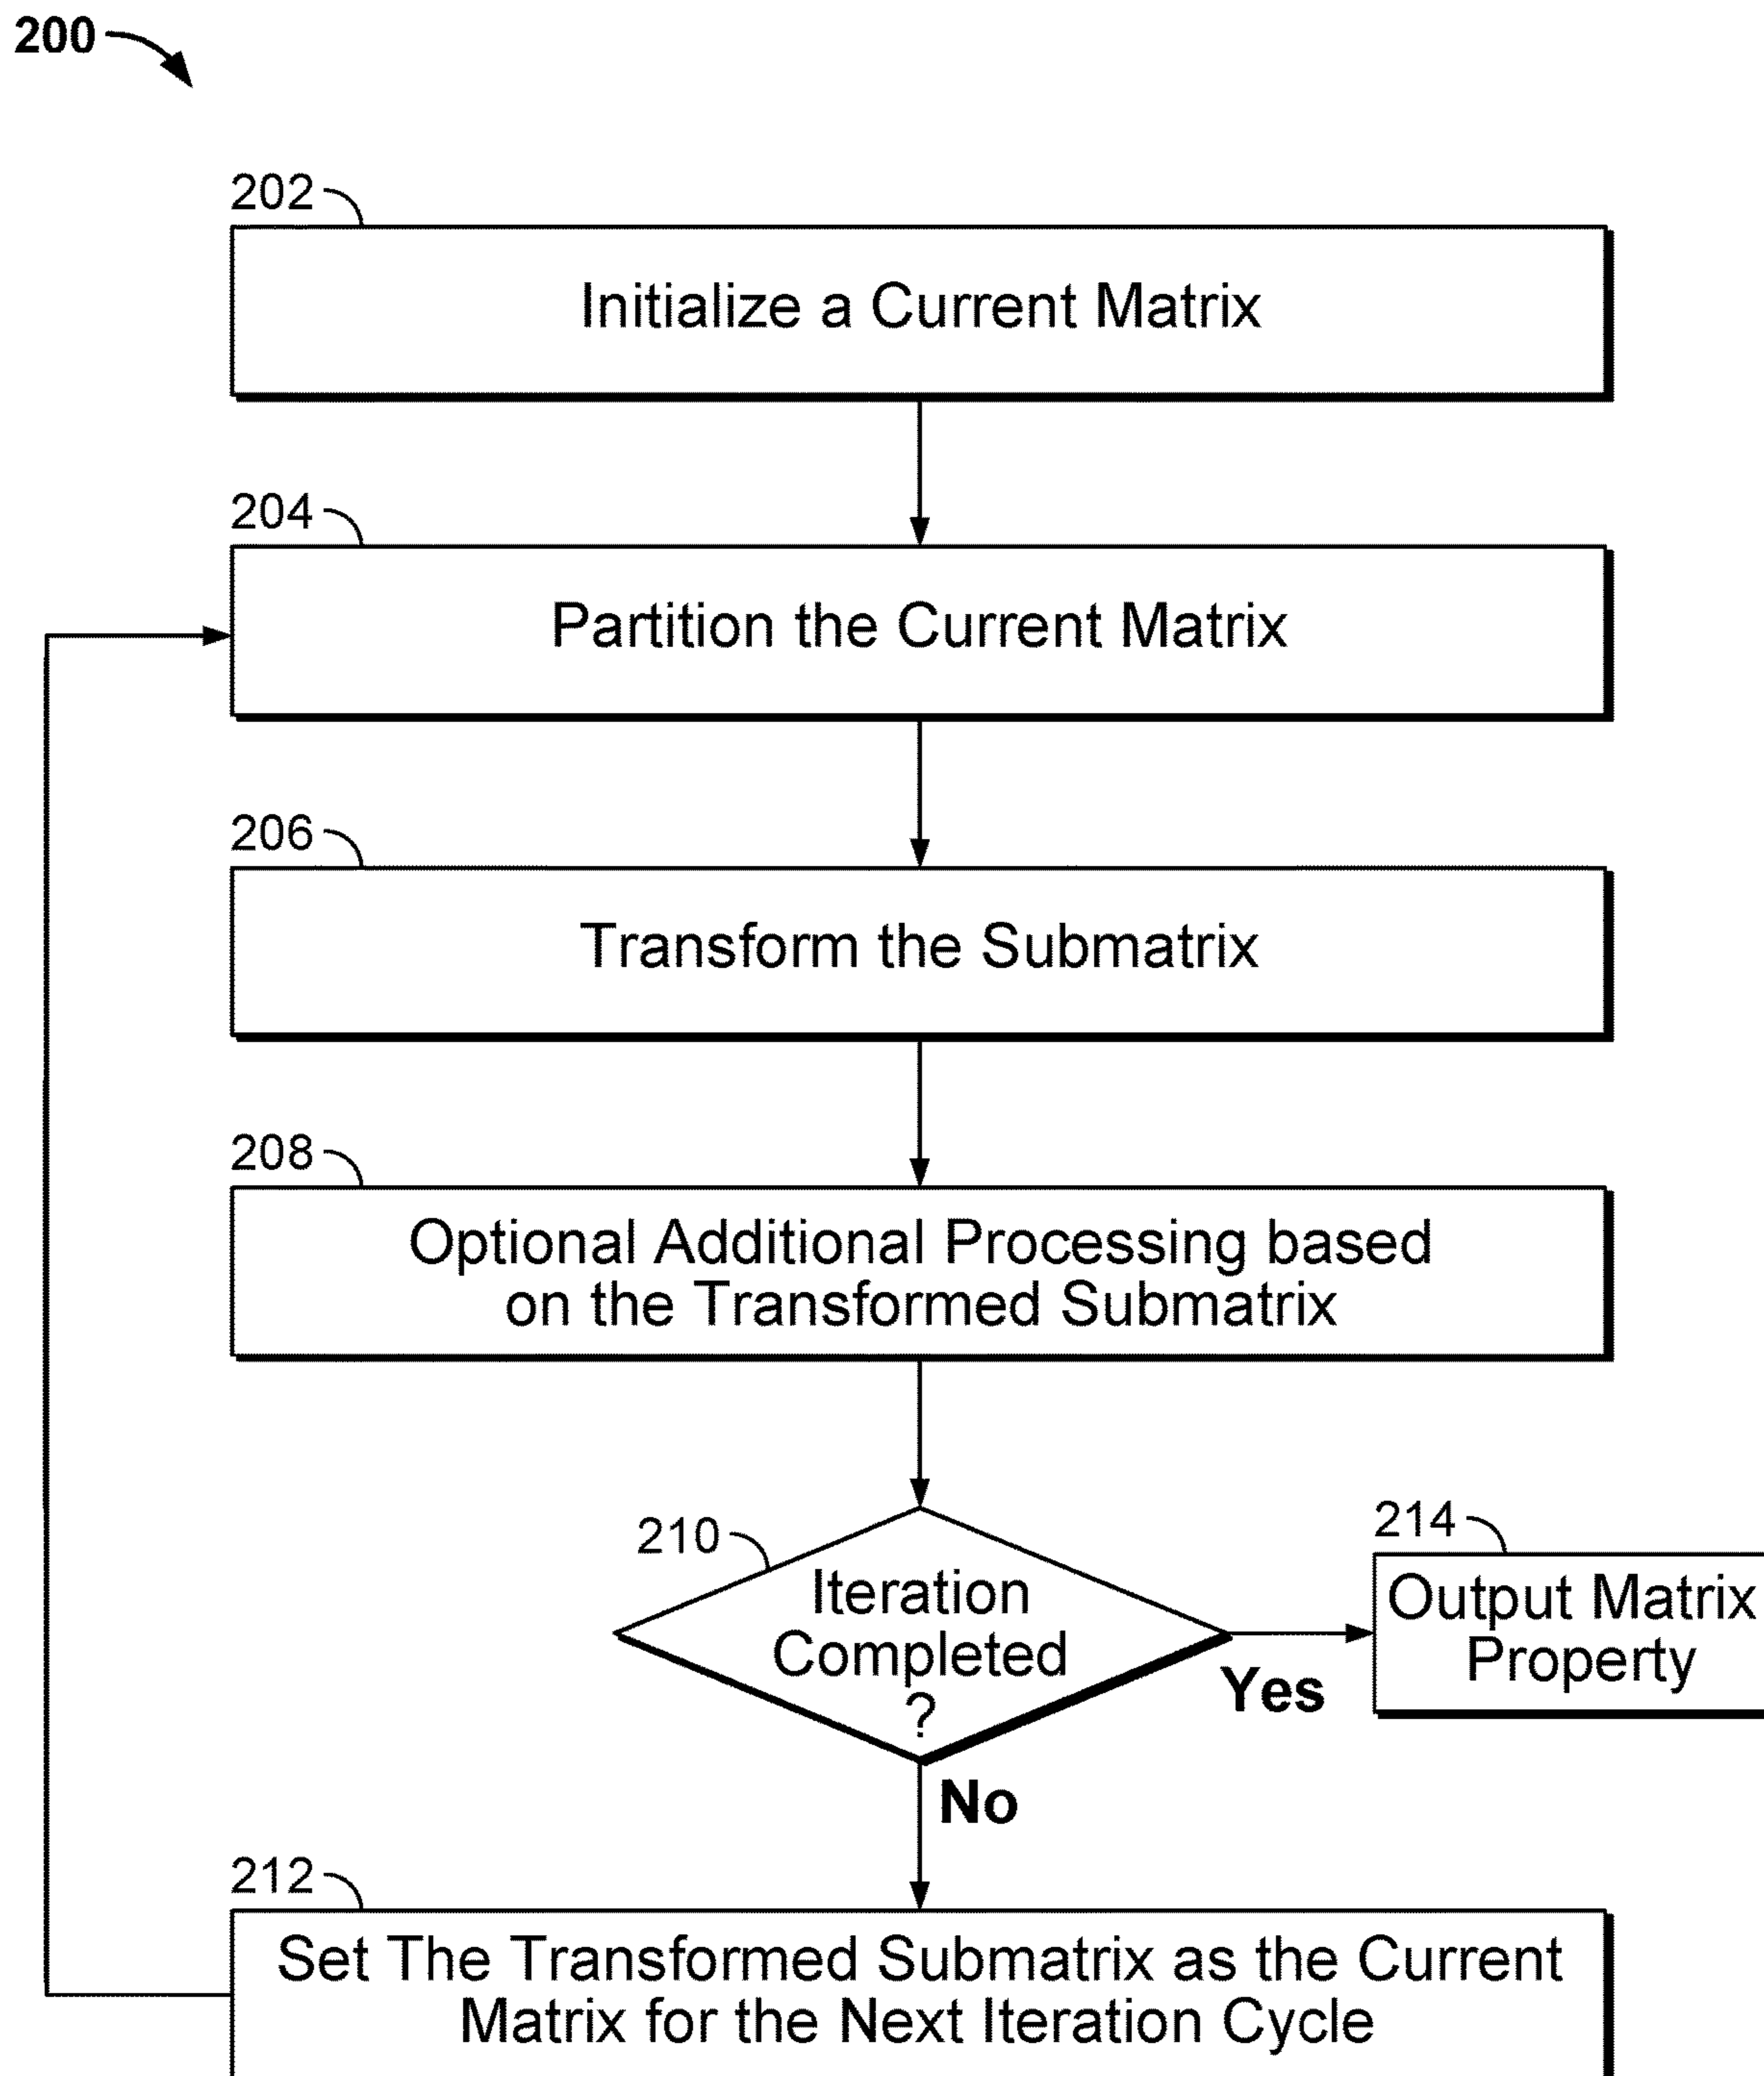 200
202
Initialize a Current Matrix
204
Partition the Current Matrix
206
Transform the Submatrix
208
Optional Additional Processing based
on the Transformed Submatrix
210
Iteration
Completed
?
Yes
214
Output Matrix
Property
No
212
Set The Transformed Submatrix as the Current
Matrix for the Next Iteration Cycle